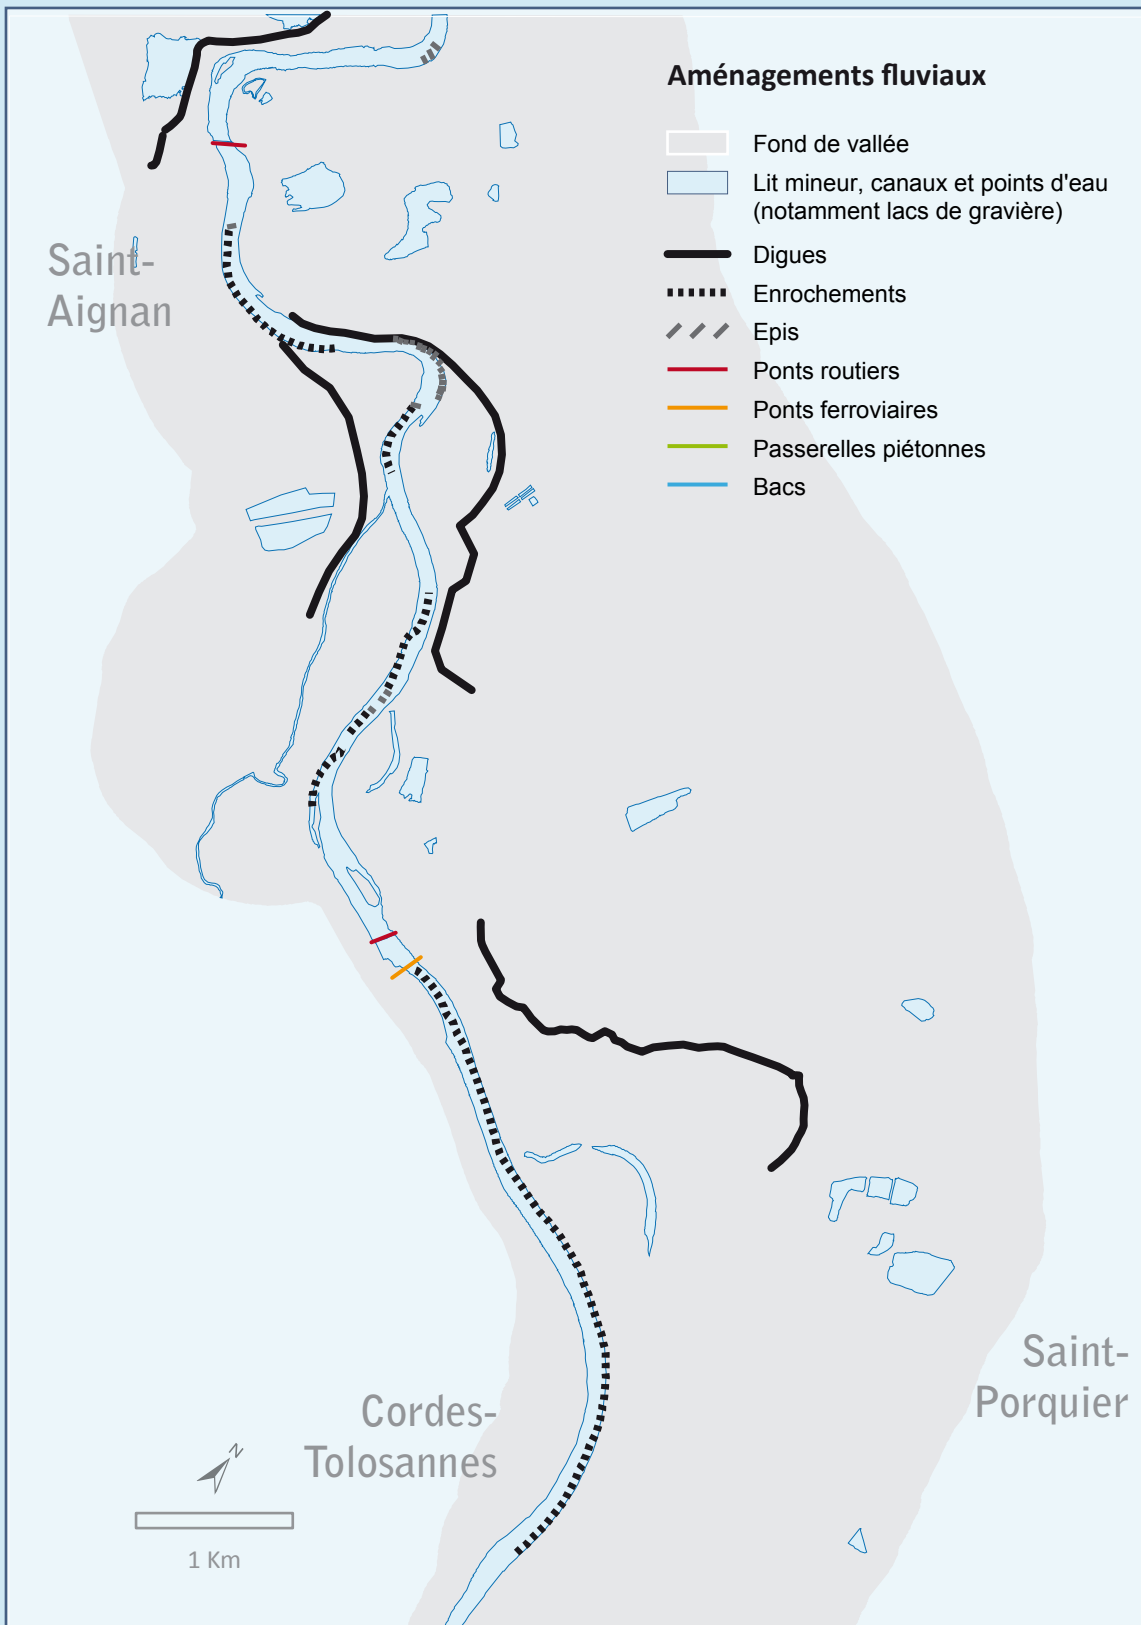 Aménagements fluviaux
Fond de vallée
Lit mineur, canaux et points d'eau
(notamment lacs de gravière)
Digues
Enrochements
Epis
Ponts routiers
Ponts ferroviaires
Passerelles piétonnes
Bacs
Saint-
Aignan
Saint-
Porquier
Cordes-
Tolosannes
N
1 Km